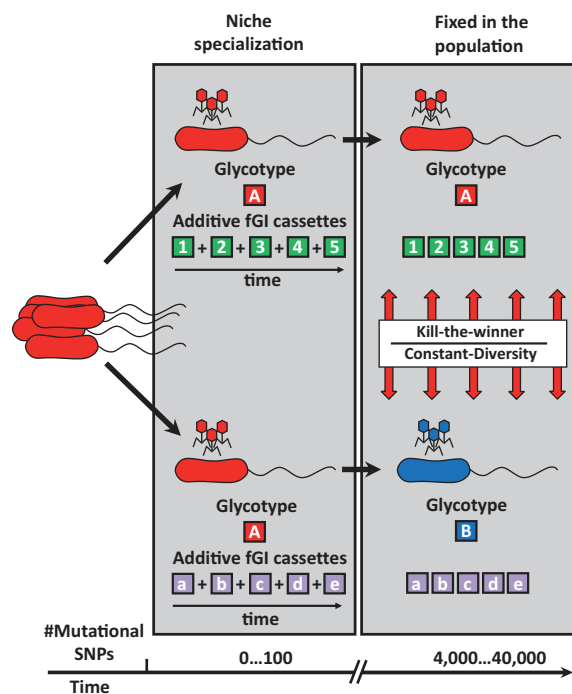 Niche
specialization
Fixed in the
population
Glycotype
A
Additive fGI cassettes
1 + 2 + 3 + 4 + 5
time
Glycotype
A
1 2 3 4 5
Kill-the-winner
Constant-Diversity
Glycotype
A
Additive fGI cassettes
a + b + c + d + e
time
Glycotype
B
a b c d e
#Mutational
SNPs
0...100
4,000...40,000
Time